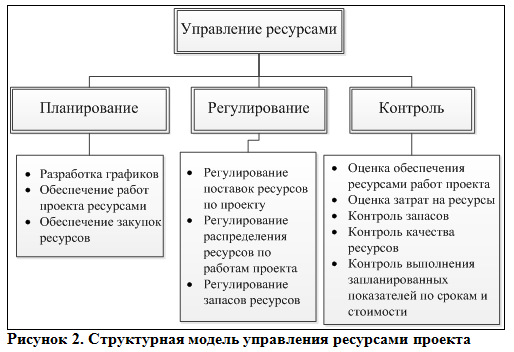 Управление ресурсами
Планирование
Регулирование
Контроль
• Разработка графиков
• Обеспечение работ
проекта ресурсами
• Обеспечение закупок
ресурсов
• Регулирование
поставок ресурсов
по проекту
• Регулирование
распределения
ресурсов по
работам проекта
• Регулирование
запасов ресурсов
• Оценка обеспечения
ресурсами работ проекта
• Оценка затрат на ресурсы
• Контроль запасов
• Контроль качества
ресурсов
• Контроль выполнения
запланированных
показателей по срокам и
стоимости
Рисунок 2. Структурная модель управления ресурсами проекта